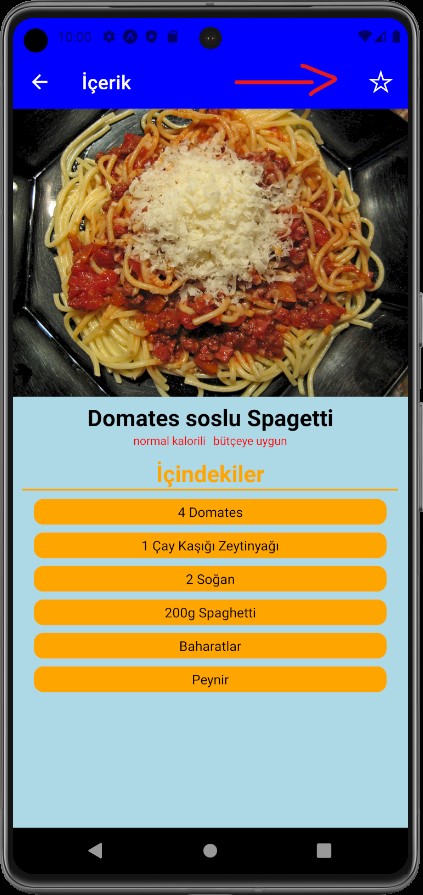 10:00
İçerik
Domates soslu Spagetti
normal kalorili bütçeye uygun
İçindekiler
4 Domates
1 Çay Kaşığı Zeytinyağı
2 Soğan
200g Spaghetti
Baharatlar
Peynir